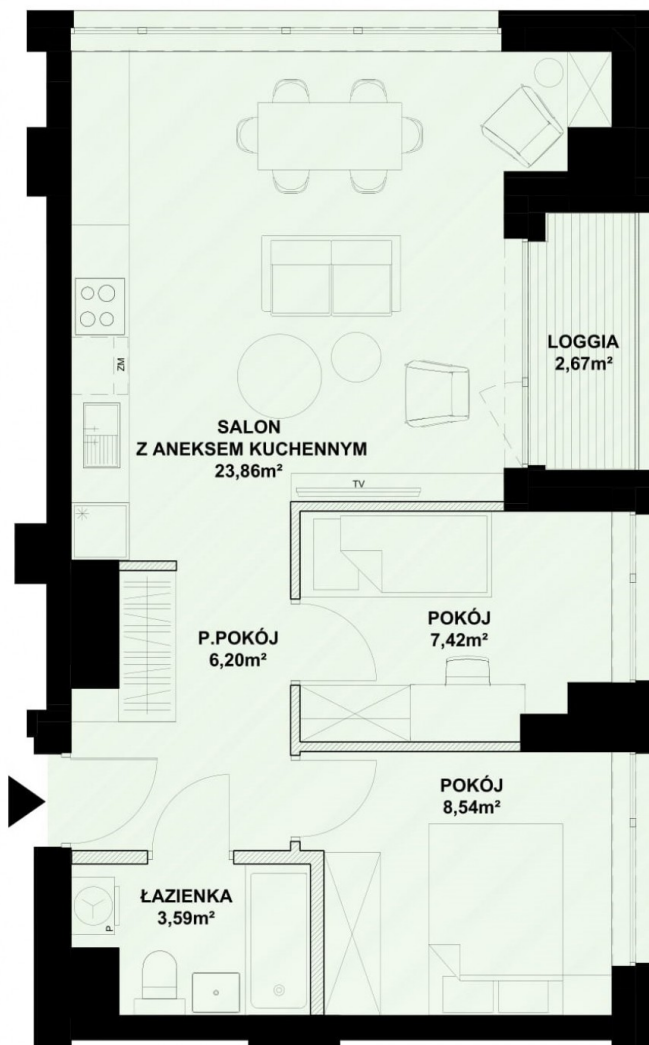 LOGGIA
2,67m²
ZM
SALON
Z ANEKSEM KUCHENNYM
23,86m²
TV
POKÓJ
7,42m²
P.POKÓJ
6,20m²
POKÓJ
8,54m²
ŁAZIENKA
3,59m²
P